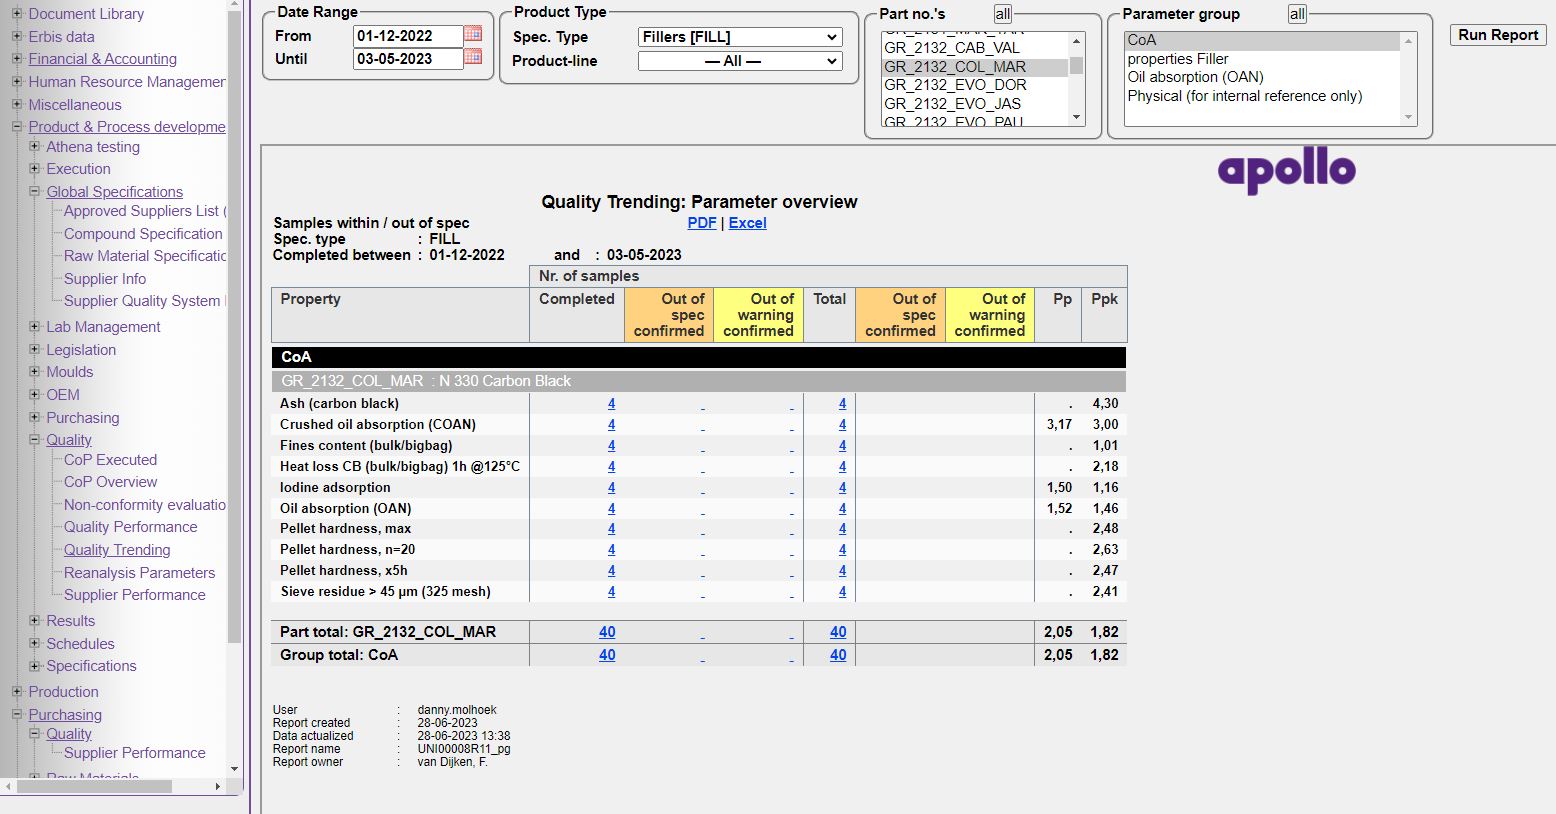 Document Library
Erbis data
Financial & Accounting
Human Resource Managemen
Miscellaneous
Product & Process developme
Athena testing
Execution
Global Specifications
Approved Suppliers List (
Compound Specification
Raw Material Specificatio
Supplier Info
Supplier Quality System
Lab Management
Legislation
Moulds
OEM
Purchasing
Quality
CoP Executed
CoP Overview
Non-conformity evaluatio
Quality Performance
Quality Trending
Reanalysis Parameters
Supplier Performance
Results
Schedules
Specifications
Production
Purchasing
Quality
Supplier Performance
Raw Materials
Date Range
From 01-12-2022
Until 03-05-2023
Product Type
Spec. Type Fillers [FILL]
Product-line — All —
Part no.'s all
GR_2132_CAB_VAL
GR_2132_COL_MAR
GR_2132_EVO_DOR
GR_2132_EVO_JAS
GR_2132_EVO_PAU
Parameter group all
CoA
properties Filler
Oil absorption (OAN)
Physical (for internal reference only)
Run Report
apollo
Quality Trending: Parameter overview
Samples within / out of spec PDF | Excel
Spec. type : FILL
Completed between : 01-12-2022 and : 03-05-2023
Nr. of samples
Property Completed Out of spec confirmed Out of warning confirmed Total Out of spec confirmed Out of warning confirmed Pp Ppk
CoA
GR_2132_COL_MAR : N 330 Carbon Black
Ash (carbon black) 4 - - 4 . 4,30
Crushed oil absorption (COAN) 4 - - 4 3,17 3,00
Fines content (bulk/bigbag) 4 - - 4 . 1,01
Heat loss CB (bulk/bigbag) 1h @125°C 4 - - 4 . 2,18
Iodine adsorption 4 - - 4 1,50 1,16
Oil absorption (OAN) 4 - - 4 1,52 1,46
Pellet hardness, max 4 - - 4 . 2,48
Pellet hardness, n=20 4 - - 4 . 2,63
Pellet hardness, x5h 4 - - 4 . 2,47
Sieve residue > 45 µm (325 mesh) 4 - - 4 . 2,41
Part total: GR_2132_COL_MAR 40 - - 40 2,05 1,82
Group total: CoA 40 - - 40 2,05 1,82
User : danny.molhoek
Report created : 28-06-2023
Data actualized : 28-06-2023 13:38
Report name : UNI00008R11_pg
Report owner : van Dijken, F.